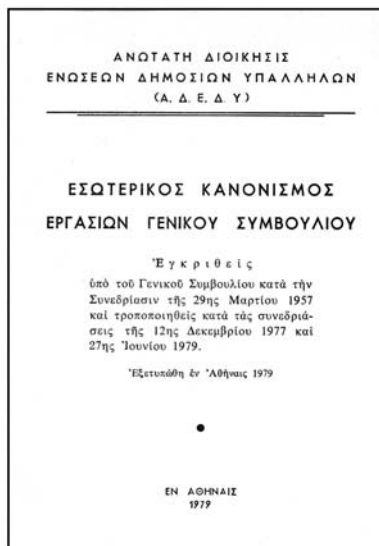 ΑΝΩΤΑΤΗ ΔΙΟΙΚΗΣΙΣ
ΕΝΩΣΕΩΝ ΔΗΜΟΣΙΩΝ ΥΠΑΛΛΗΛΩΝ
(Α. Δ. Ε. Δ. Υ)
ΕΣΩΤΕΡΙΚΟΣ ΚΑΝΟΝΙΣΜΟΣ
ΕΡΓΑΣΙΩΝ ΓΕΝΙΚΟΥ ΣΥΜΒΟΥΛΙΟΥ
Ἐγκριθεὶς
ὑπὸ τοῦ Γενικοῦ Συμβουλίου κατὰ τὴν
Συνεδρίασιν τῆς 29ης Μαρτίου 1957
καὶ τροποποιηθεὶς κατὰ τὰς συνεδριά-
σεις τῆς 12ης Δεκεμβρίου 1977 καὶ
27ης Ἰουνίου 1979.
Ἐξετυπώθη ἐν Ἀθήναις 1979
ΕΝ ΑΘΗΝΑΙΣ
1979